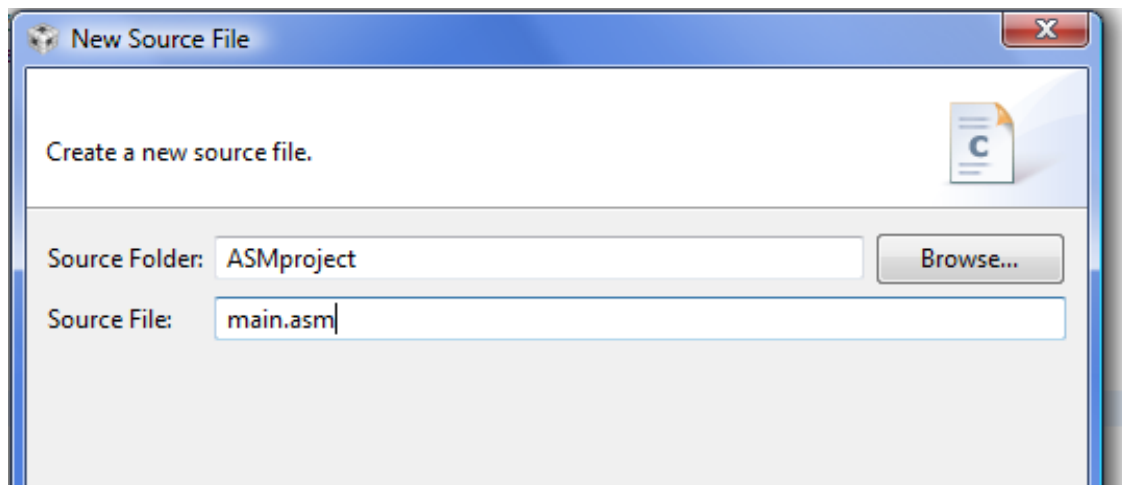 New Source File
X
Create a new source file.
C
Source Folder: ASMproject Browse...
Source File: main.asm